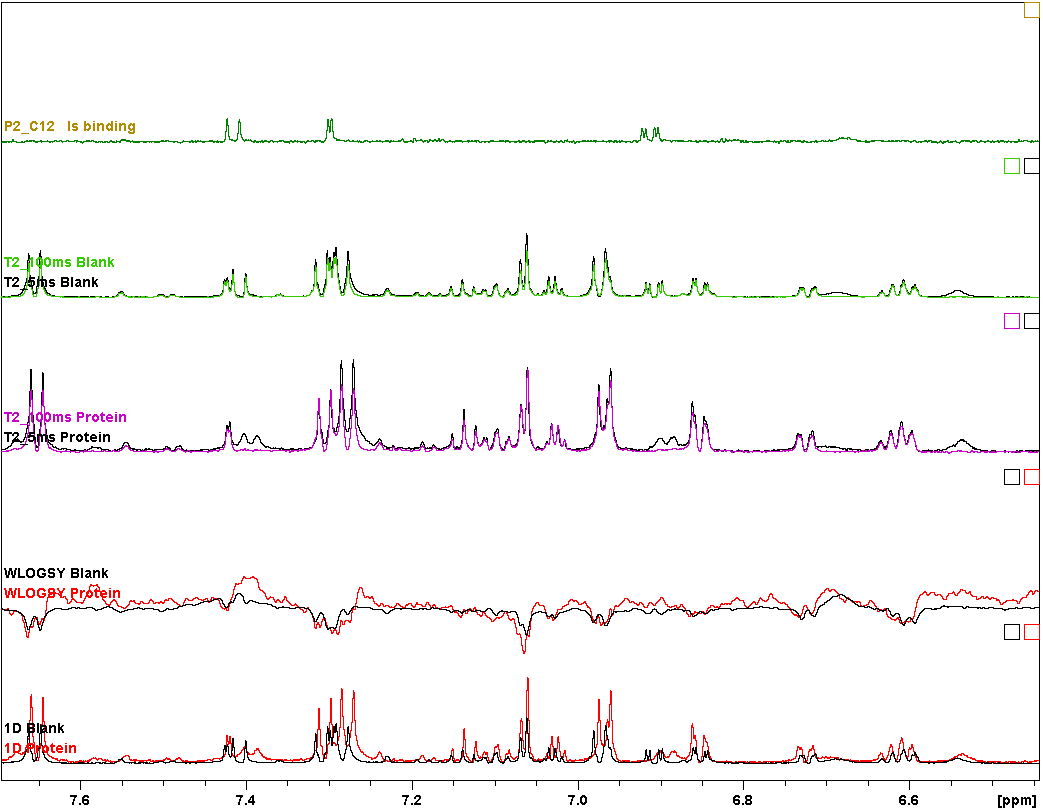 P2_C12 Is binding
T2_100ms Blank
T2_5ms Blank
T2_100ms Protein
T2_5ms Protein
WLOGSY Blank
WLOGSY Protein
1D Blank
1D Protein
7.6 7.4 7.2 7.0 6.8 6.6 [ppm]